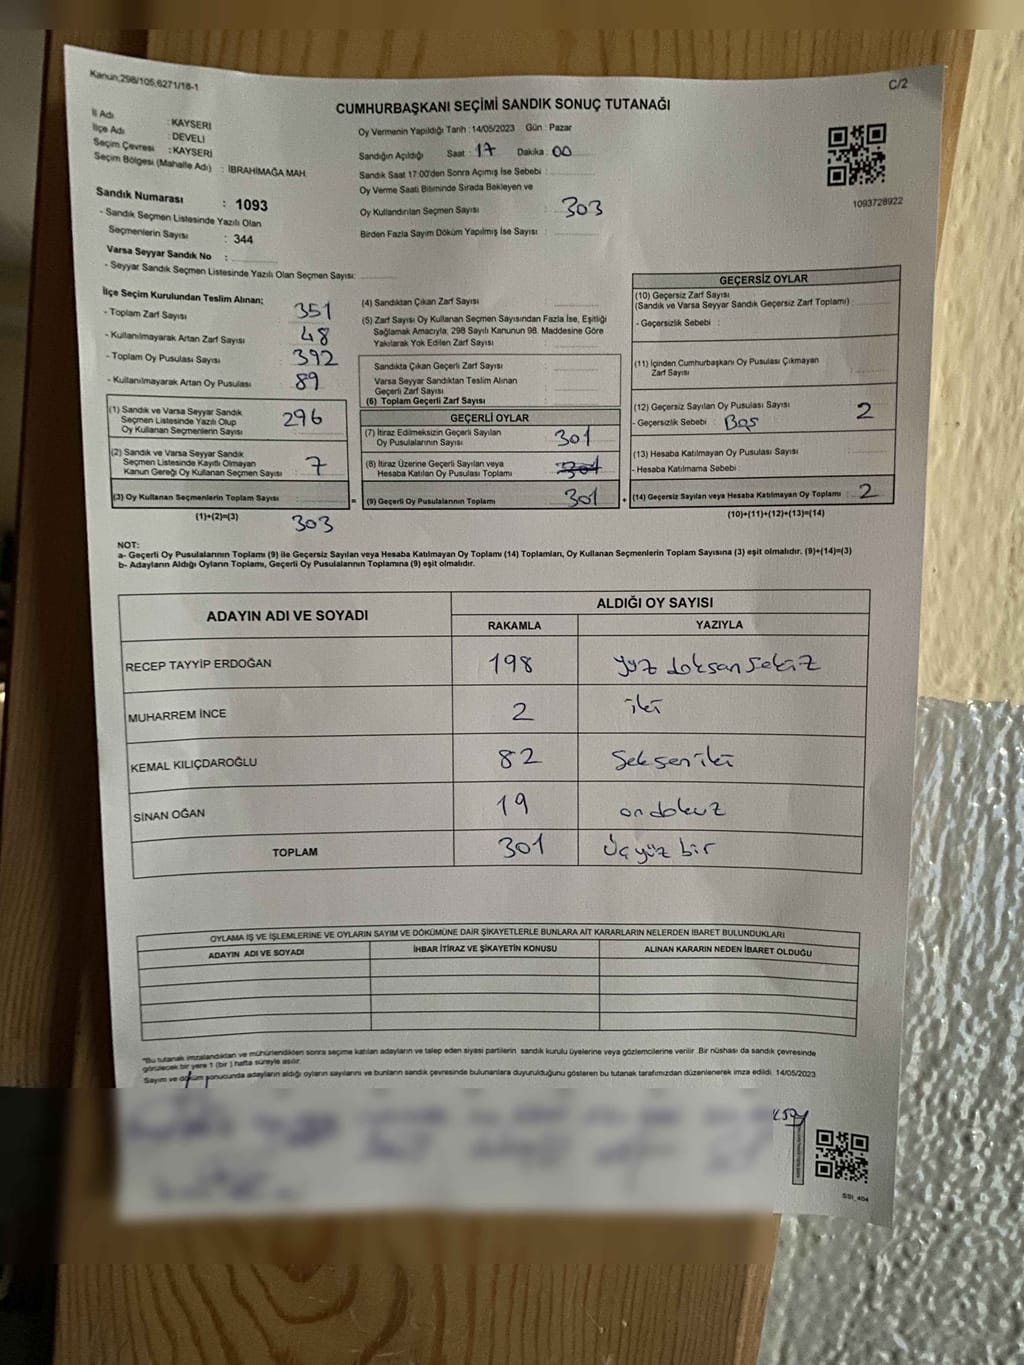 Kanun;298/105,6271/18-1
C/2
CUMHURBAŞKANI SEÇİMİ SANDIK SONUÇ TUTANAĞI
İl Adı : KAYSERİ
İlçe Adı : DEVELİ
Seçim Çevresi : KAYSERİ
Seçim Bölgesi (Mahalle Adı) : İBRAHİMAĞA MAH.
Sandık Numarası : 1093
- Sandık Seçmen Listesinde Yazılı Olan
Seçmenlerin Sayısı : 344
Varsa Seyyar Sandık No :
- Seyyar Sandık Seçmen Listesinde Yazılı Olan Seçmen Sayısı:
Oy Vermenin Yapıldığı Tarih :14/05/2023 Gün : Pazar
Sandığın Açıldığı Saat : 17 Dakika : 00
Sandık Saat 17:00'den Sonra Açılmış İse Sebebi :
Oy Verme Saati Bitiminde Sırada Bekleyen ve
Oy Kullandırılan Seçmen Sayısı : 303
Birden Fazla Sayım Döküm Yapılmış İse Sayısı :
1093728922
İlçe Seçim Kurulundan Teslim Alınan;
- Toplam Zarf Sayısı 351
- Kullanılmayarak Artan Zarf Sayısı 48
- Toplam Oy Pusulası Sayısı 392
- Kullanılmayarak Artan Oy Pusulası 89
(1) Sandık ve Varsa Seyyar Sandık
Seçmen Listesinde Yazılı Olup
Oy Kullanan Seçmenlerin Sayısı : 296
(2) Sandık ve Varsa Seyyar Sandık
Seçmen Listesinde Kayıtlı Olmayan
Kanun Gereği Oy Kullanan Seçmen Sayısı : 7
(3) Oy Kullanan Seçmenlerin Toplam Sayısı :
(1)+(2)=(3) 303
(4) Sandıktan Çıkan Zarf Sayısı :
(5) Zarf Sayısı Oy Kullanan Seçmen Sayısından Fazla İse, Eşitliği
Sağlamak Amacıyla, 298 Sayılı Kanunun 98. Maddesine Göre
Yakılarak Yok Edilen Zarf Sayısı :
Sandıkta Çıkan Geçerli Zarf Sayısı :
Varsa Seyyar Sandıktan Teslim Alınan
Geçerli Zarf Sayısı :
(6) Toplam Geçerli Zarf Sayısı :
GEÇERLİ OYLAR
(7) İtiraz Edilmeksizin Geçerli Sayılan
Oy Pusulalarının Sayısı : 301
(8) İtiraz Üzerine Geçerli Sayılan veya
Hesaba Katılan Oy Pusulası Toplamı : 301
= (9) Geçerli Oy Pusulalarının Toplamı : 301 +
GEÇERSİZ OYLAR
(10) Geçersiz Zarf Sayısı
(Sandık ve Varsa Seyyar Sandık Geçersiz Zarf Toplamı) :
- Geçersizlik Sebebi :
(11) İçinden Cumhurbaşkanı Oy Pusulası Çıkmayan
Zarf Sayısı :
(12) Geçersiz Sayılan Oy Pusulası Sayısı : 2
- Geçersizlik Sebebi : Boş
(13) Hesaba Katılmayan Oy Pusulası Sayısı :
- Hesaba Katılmama Sebebi :
(14) Geçersiz Sayılan veya Hesaba Katılmayan Oy Toplamı : 2
(10)+(11)+(12)+(13)=(14)
NOT:
a- Geçerli Oy Pusulalarının Toplamı (9) ile Geçersiz Sayılan veya Hesaba Katılmayan Oy Toplamı (14) Toplamları, Oy Kullanan Seçmenlerin Toplam Sayısına (3) eşit olmalıdır. (9)+(14)=(3)
b- Adayların Aldığı Oyların Toplamı, Geçerli Oy Pusulalarının Toplamına (9) eşit olmalıdır.
ADAYIN ADI VE SOYADI
ALDIĞI OY SAYISI
RAKAMLA YAZIYLA
RECEP TAYYİP ERDOĞAN 198 yüz doksan sekiz
MUHARREM İNCE 2 iki
KEMAL KILIÇDAROĞLU 82 Seksen iki
SİNAN OĞAN 19 on dokuz
TOPLAM 301 Üç yüz bir
OYLAMA İŞ VE İŞLEMLERİNE VE OYLARIN SAYIM VE DÖKÜMÜNE DAİR ŞİKAYETLERLE BUNLARA AİT KARARLARIN NELERDEN İBARET BULUNDUKLARI
ADAYIN ADI VE SOYADI İHBAR İTİRAZ VE ŞİKAYETİN KONUSU ALINAN KARARIN NEDEN İBARET OLDUĞU
"Bu tutanak imzalandıktan ve mühürlendikten sonra seçime katılan adayların ve talep eden siyasi partilerin sandık kurulu üyelerine veya gözlemcilerine verilir. Bir nüshası da sandık çevresinde
görülecek bir yere 1 (bir ) hafta süreyle asılır.
Sayım ve döküm sonucunda adayların aldığı oyların sayılarını ve bunların sandık çevresinde bulunanlara duyurulduğunu gösteren bu tutanak tarafımızdan düzenlenerek imza edildi. 14/05/2023
SSI_404